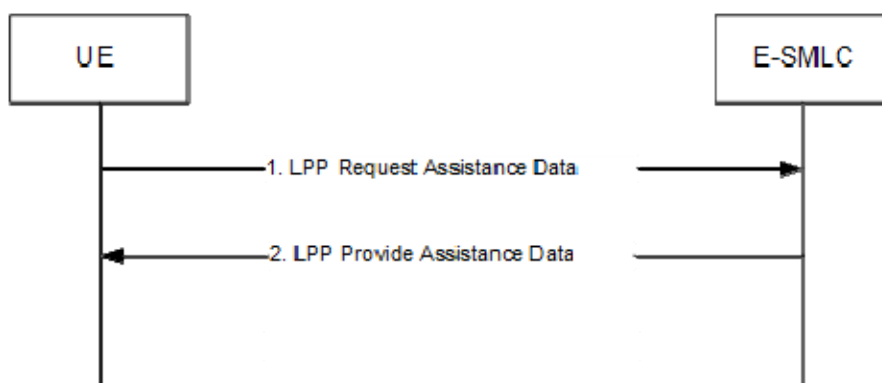 UE
E-SMLC
1. LPP Request Assistance Data
2. LPP Provide Assistance Data